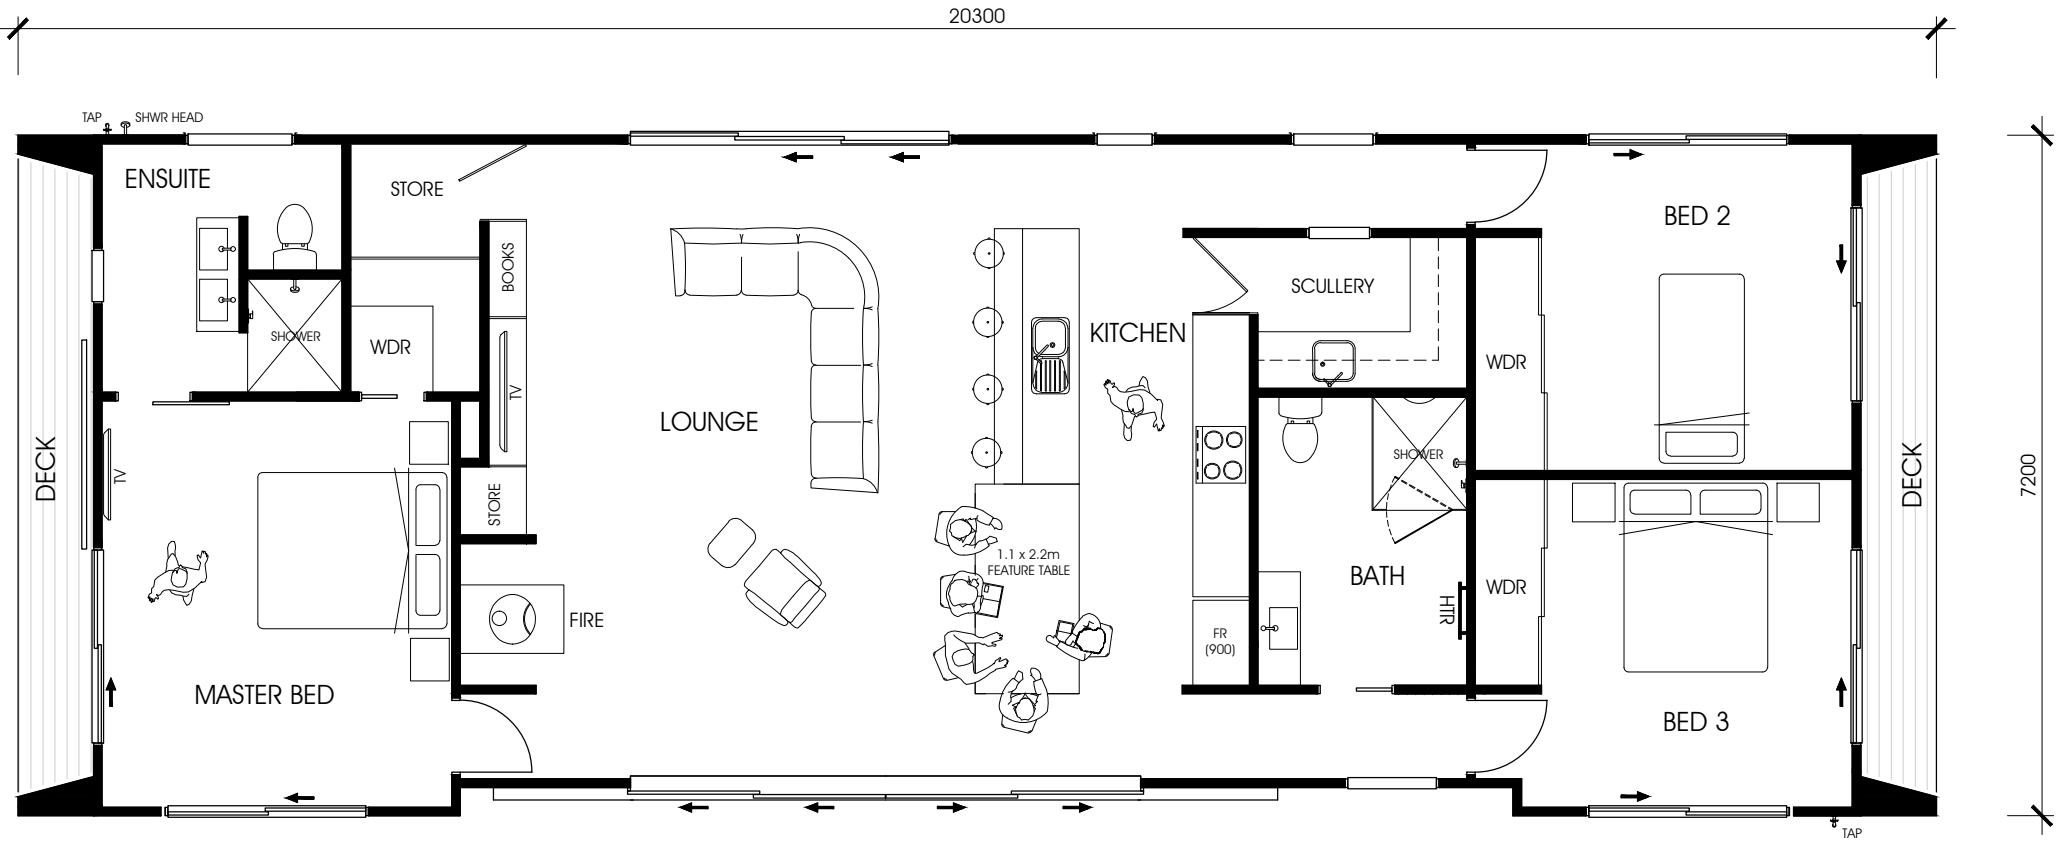 20300
TAP
SHWR HEAD
ENSUITE
STORE
BOOKS
BED 2
SCULLERY
KITCHEN
SHOWER
WDR
TV
WDR
LOUNGE
DECK
TV
SHOWER
DECK
7200
STORE
1.1 x 2.2m
FEATURE TABLE
BATH
WDR
HTR
FIRE
FR
(900)
MASTER BED
BED 3
TAP